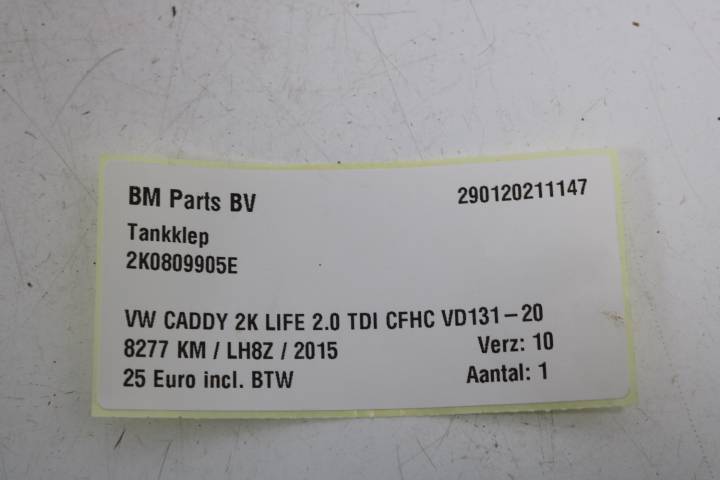 BM Parts BV 290120211147
Tankklep
2K0809905E
VW CADDY 2K LIFE 2.0 TDI CFHC VD131-20
8277 KM / LH8Z / 2015 Verz: 10
25 Euro incl. BTW Aantal: 1